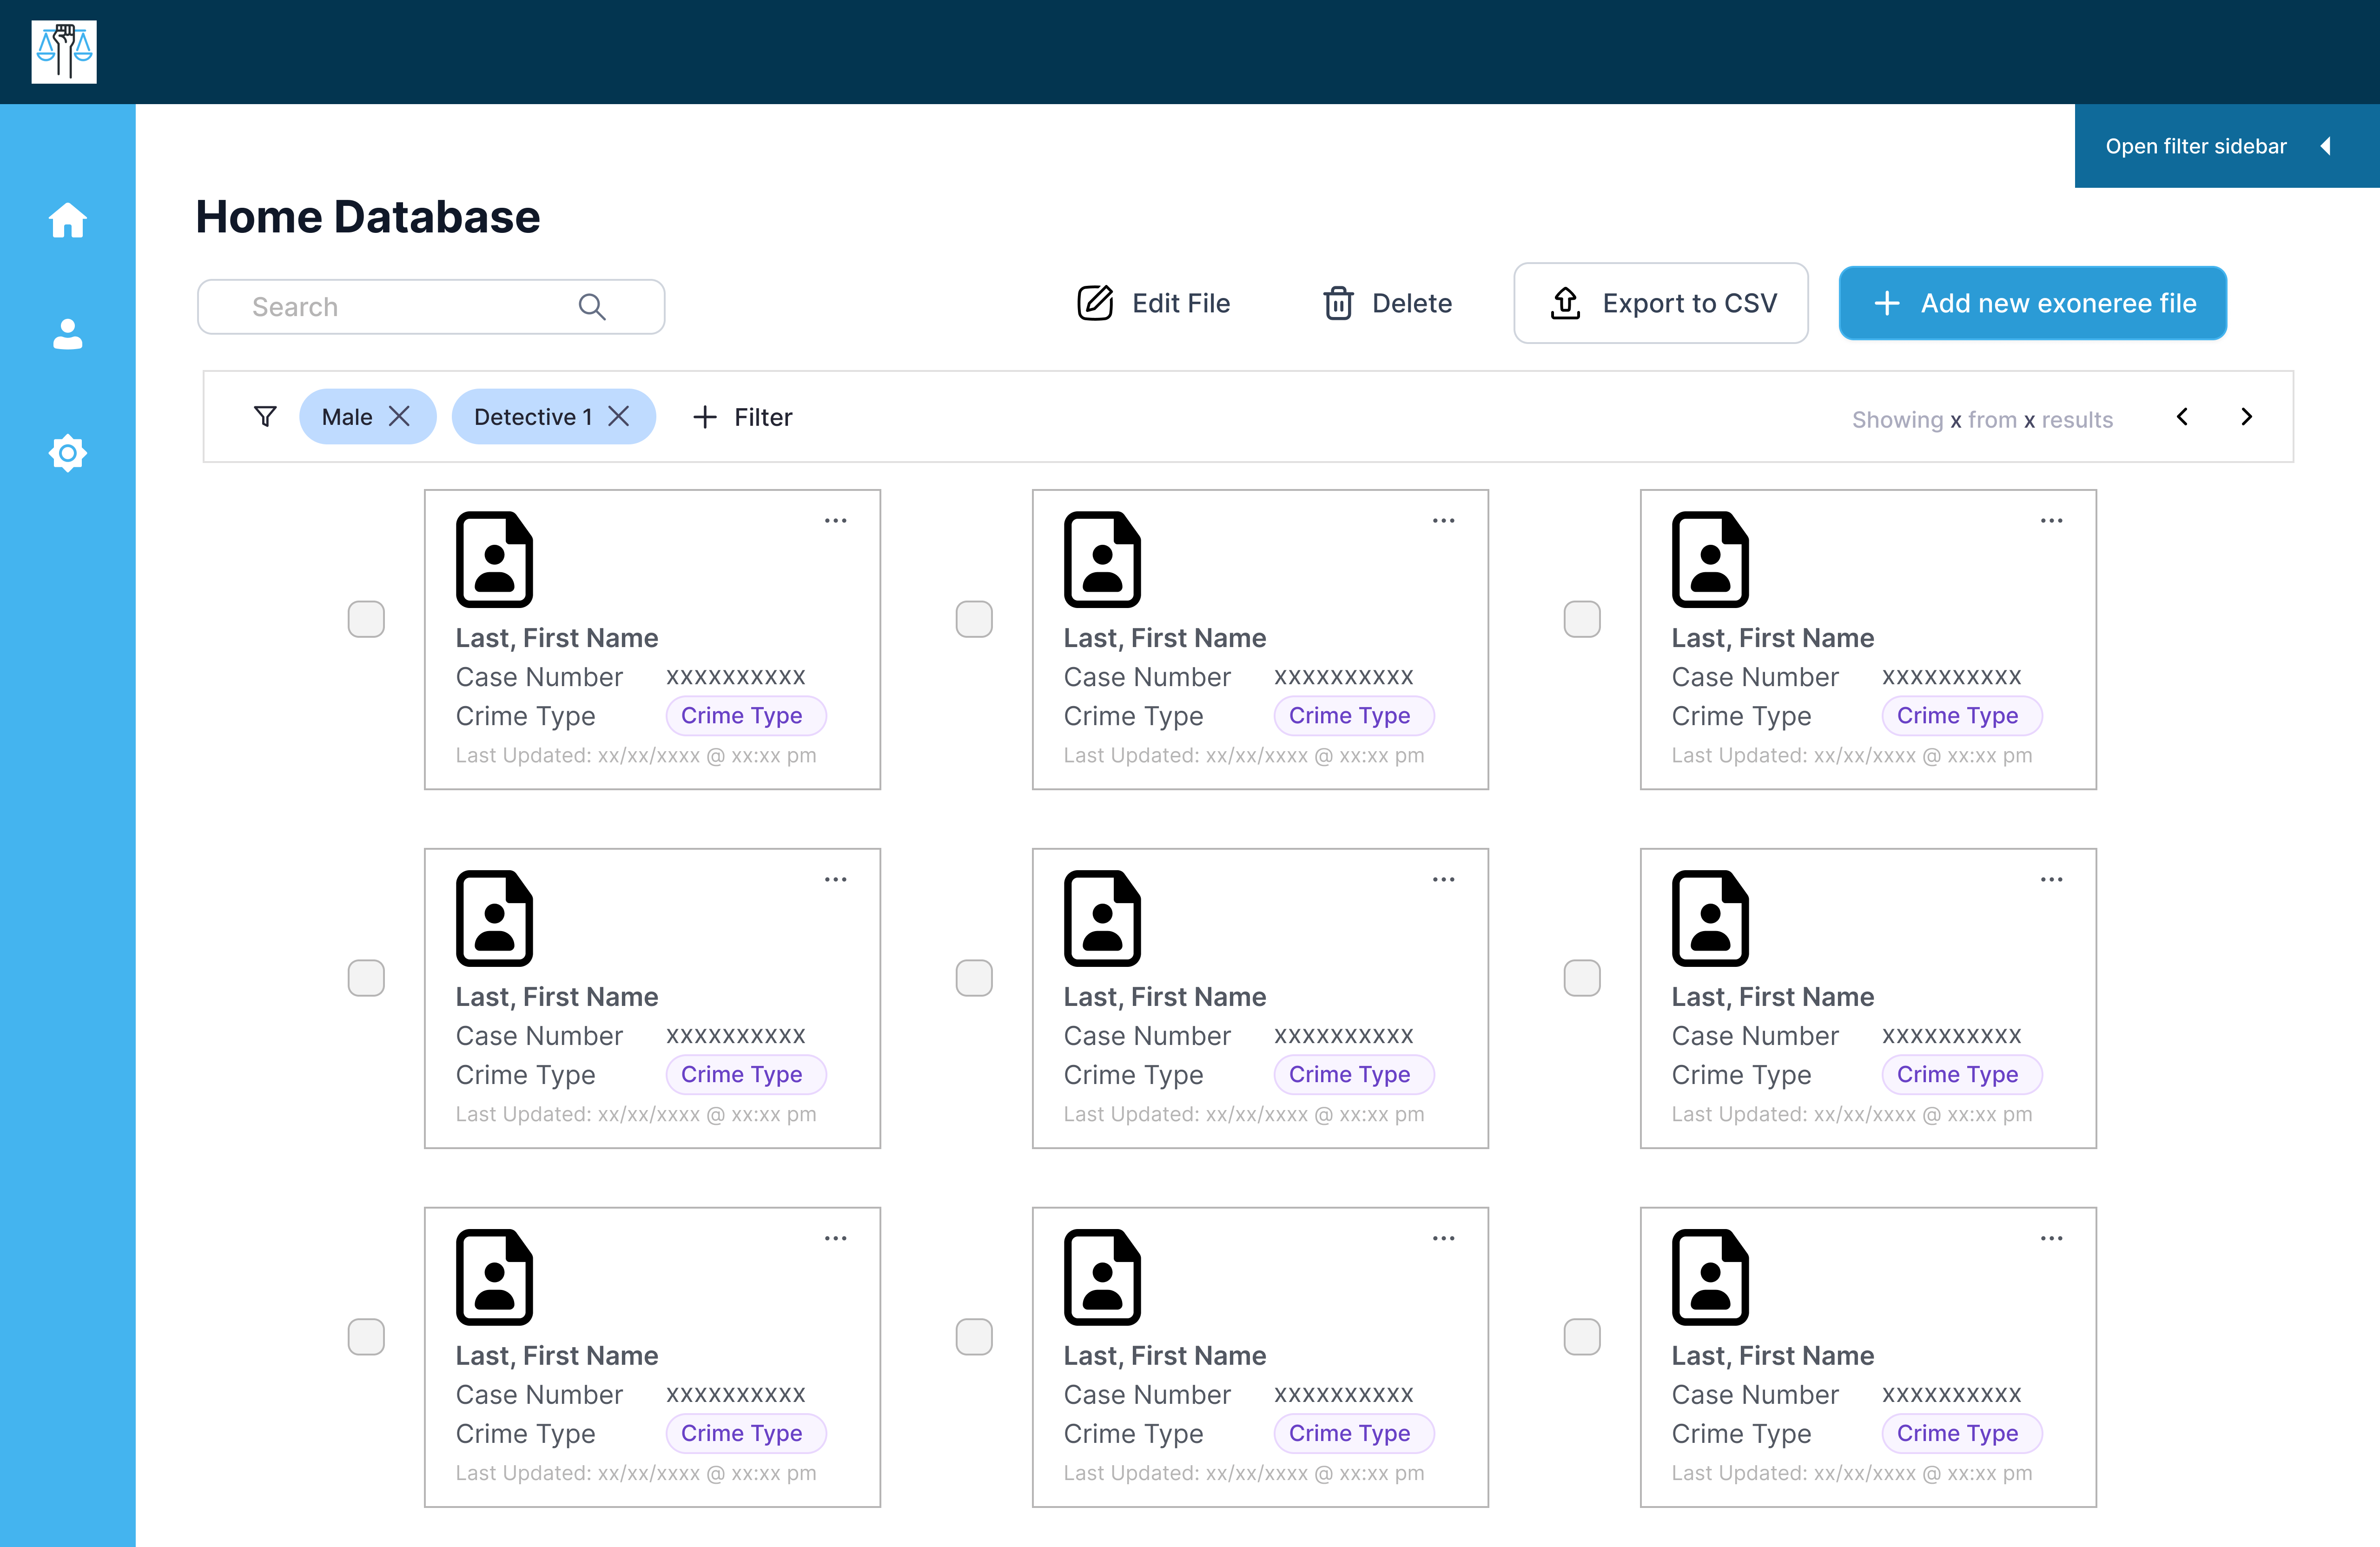 Open filter sidebar
Home Database
Search
Edit File
Delete
Export to CSV
Add new exoneree file
Male
Detective 1
Filter
Showing x from x results
Last, First Name
Case Number xxxxxxxxxx
Crime Type Crime Type
Last Updated: xx/xx/xxxx @ xx:xx pm
Last, First Name
Case Number xxxxxxxxxx
Crime Type Crime Type
Last Updated: xx/xx/xxxx @ xx:xx pm
Last, First Name
Case Number xxxxxxxxxx
Crime Type Crime Type
Last Updated: xx/xx/xxxx @ xx:xx pm
Last, First Name
Case Number xxxxxxxxxx
Crime Type Crime Type
Last Updated: xx/xx/xxxx @ xx:xx pm
Last, First Name
Case Number xxxxxxxxxx
Crime Type Crime Type
Last Updated: xx/xx/xxxx @ xx:xx pm
Last, First Name
Case Number xxxxxxxxxx
Crime Type Crime Type
Last Updated: xx/xx/xxxx @ xx:xx pm
Last, First Name
Case Number xxxxxxxxxx
Crime Type Crime Type
Last Updated: xx/xx/xxxx @ xx:xx pm
Last, First Name
Case Number xxxxxxxxxx
Crime Type Crime Type
Last Updated: xx/xx/xxxx @ xx:xx pm
Last, First Name
Case Number xxxxxxxxxx
Crime Type Crime Type
Last Updated: xx/xx/xxxx @ xx:xx pm